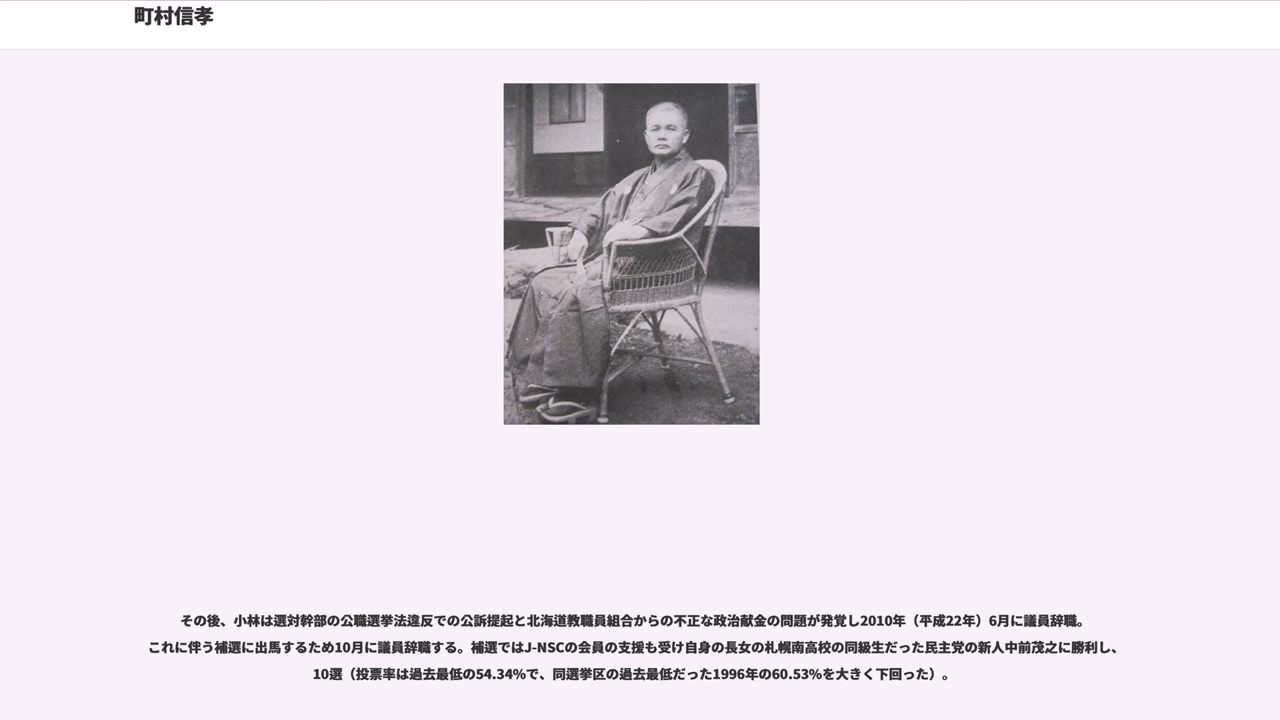 町村信孝
その後、小林は選対幹部の公職選挙法違反での公訴提起と北海道教職員組合からの不正な政治献金の問題が発覚し2010年（平成22年）6月に議員辞職。
これに伴う補選に出馬するため10月に議員辞職する。補選ではJ-NSCの会員の支援も受け自身の長女の札幌南高校の同級生だった民主党の新人中前茂之に勝利し、
10選（投票率は過去最低の54.34%で、同選挙区の過去最低だった1996年の60.53%を大きく下回った）。